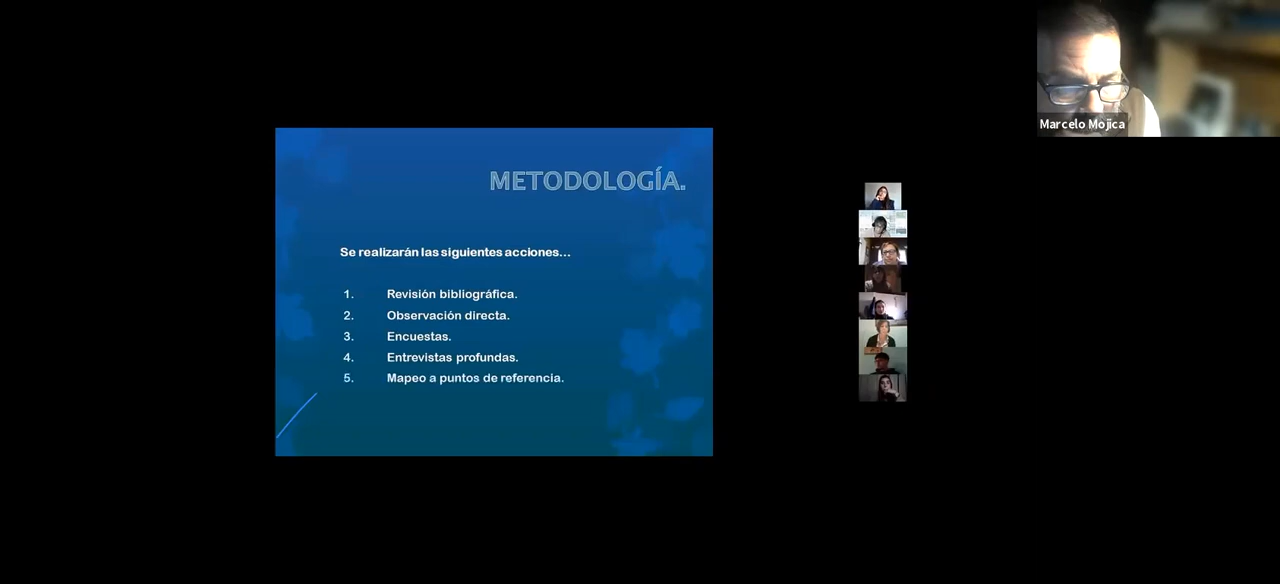 METODOLOGÍA.
Se realizarán las siguientes acciones...
1. Revisión bibliográfica.
2. Observación directa.
3. Encuestas.
4. Entrevistas profundas.
5. Mapeo a puntos de referencia.
Marcelo Mojica